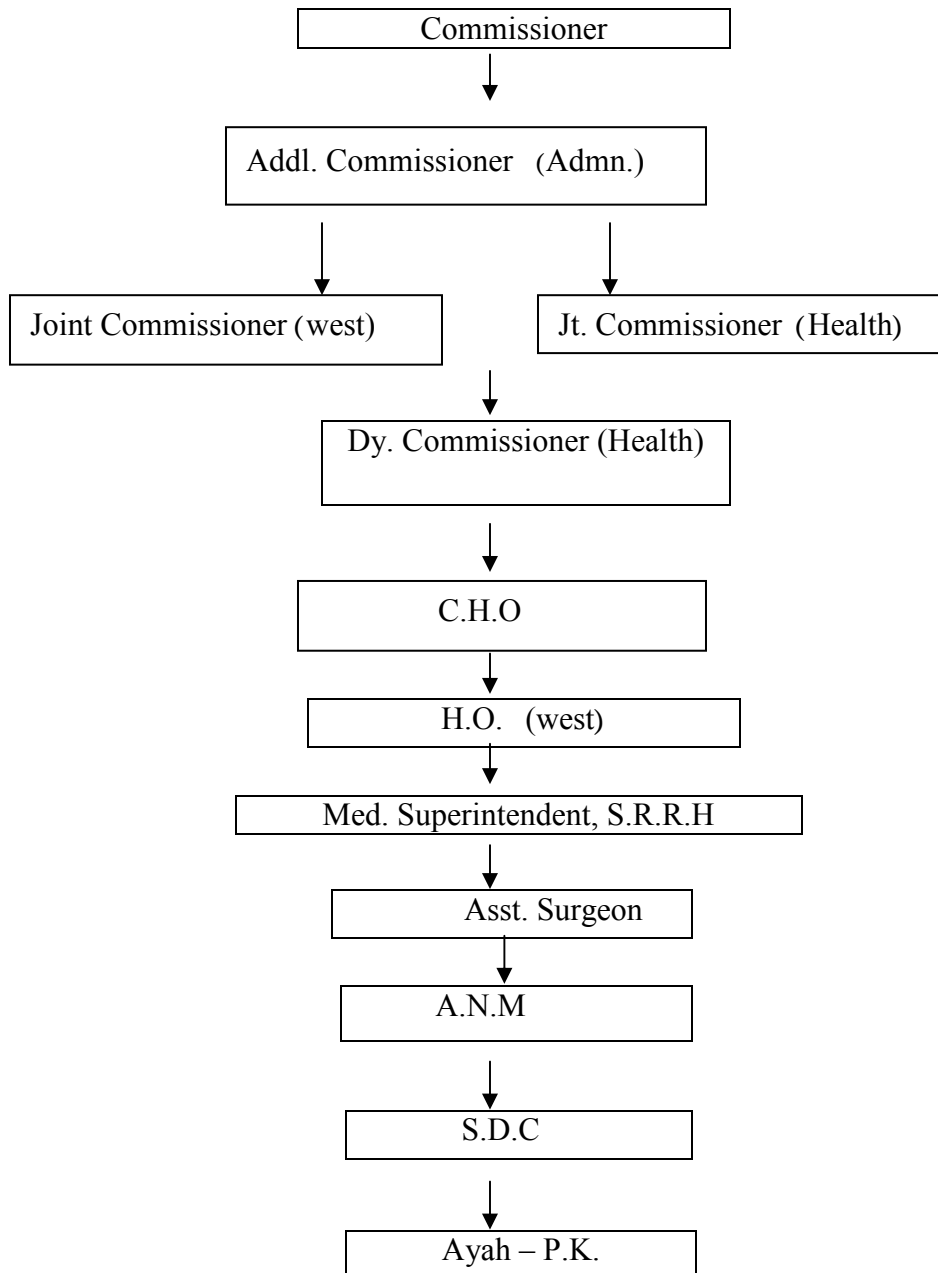 Commissioner
Addl. Commissioner (Admn.)
Joint Commissioner (west)
Jt. Commissioner (Health)
Dy. Commissioner (Health)
C.H.O
H.O. (west)
Med. Superintendent, S.R.R.H
Asst. Surgeon
A.N.M
S.D.C
Ayah – P.K.